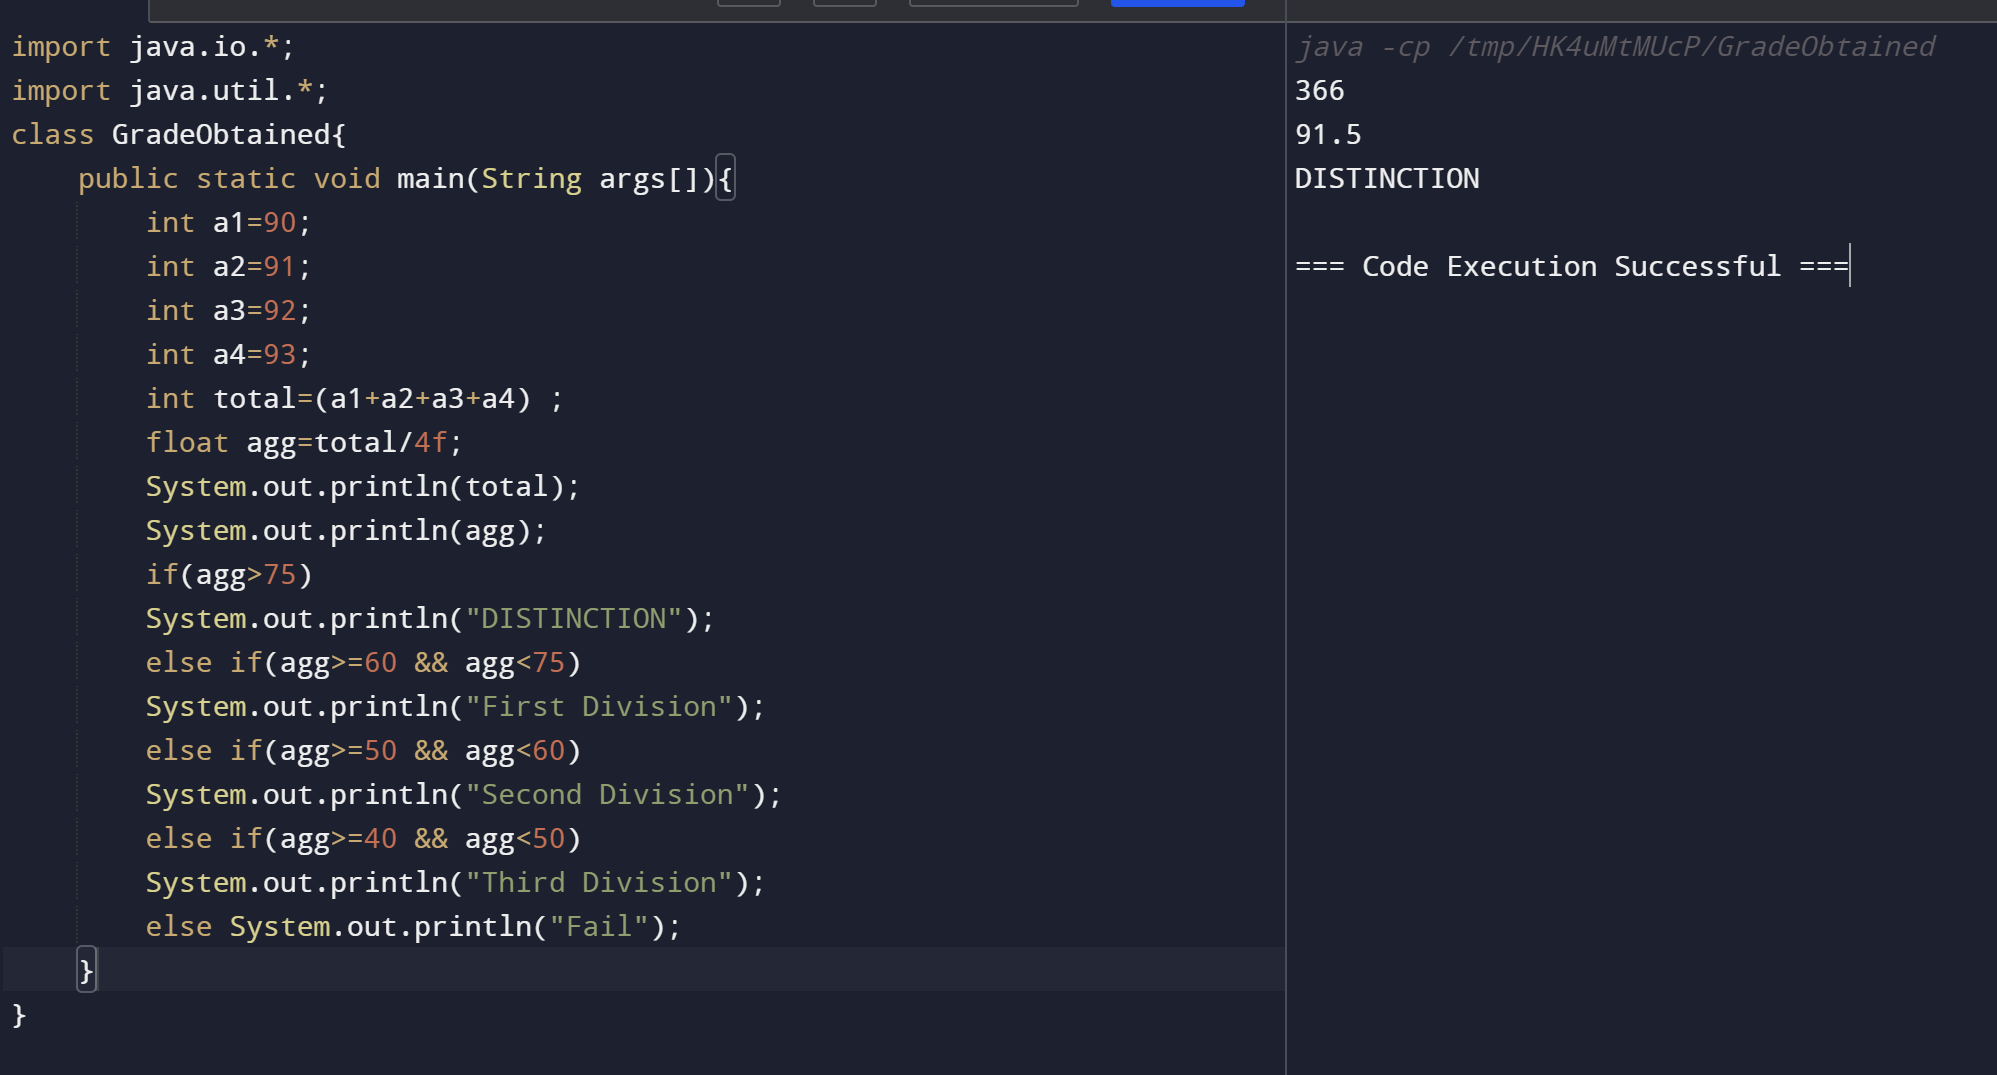 import java.io.*;
import java.util.*;
class GradeObtained{
    public static void main(String args[]){
        int a1=90;
        int a2=91;
        int a3=92;
        int a4=93;
        int total=(a1+a2+a3+a4) ;
        float agg=total/4f;
        System.out.println(total);
        System.out.println(agg);
        if(agg>75)
        System.out.println("DISTINCTION");
        else if(agg>=60 && agg<75)
        System.out.println("First Division");
        else if(agg>=50 && agg<60)
        System.out.println("Second Division");
        else if(agg>=40 && agg<50)
        System.out.println("Third Division");
        else System.out.println("Fail");
    }
}
java -cp /tmp/HK4uMtMUcP/GradeObtained
366
91.5
DISTINCTION
=== Code Execution Successful ===